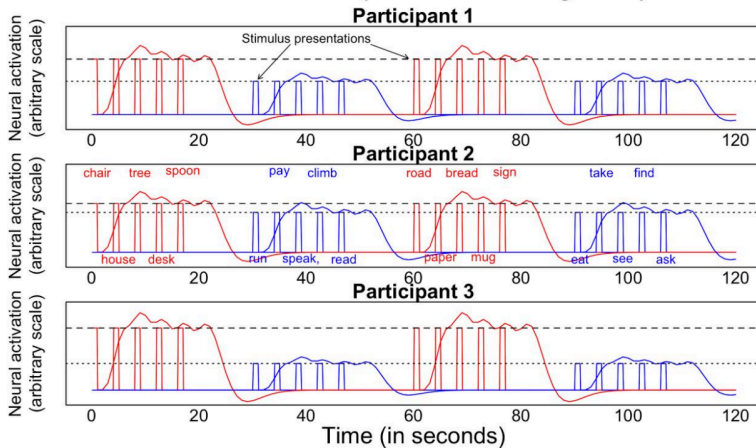 Participant 1
Neural activation
(arbitrary scale)
Stimulus presentations
0 20 40 60 80 100 120
Participant 2
Neural activation
(arbitrary scale)
chair tree spoon pay climb road bread sign take find
house desk run speak, read paper mug eat see ask
0 20 40 60 80 100 120
Participant 3
Neural activation
(arbitrary scale)
0 20 40 60 80 100 120
Time (in seconds)